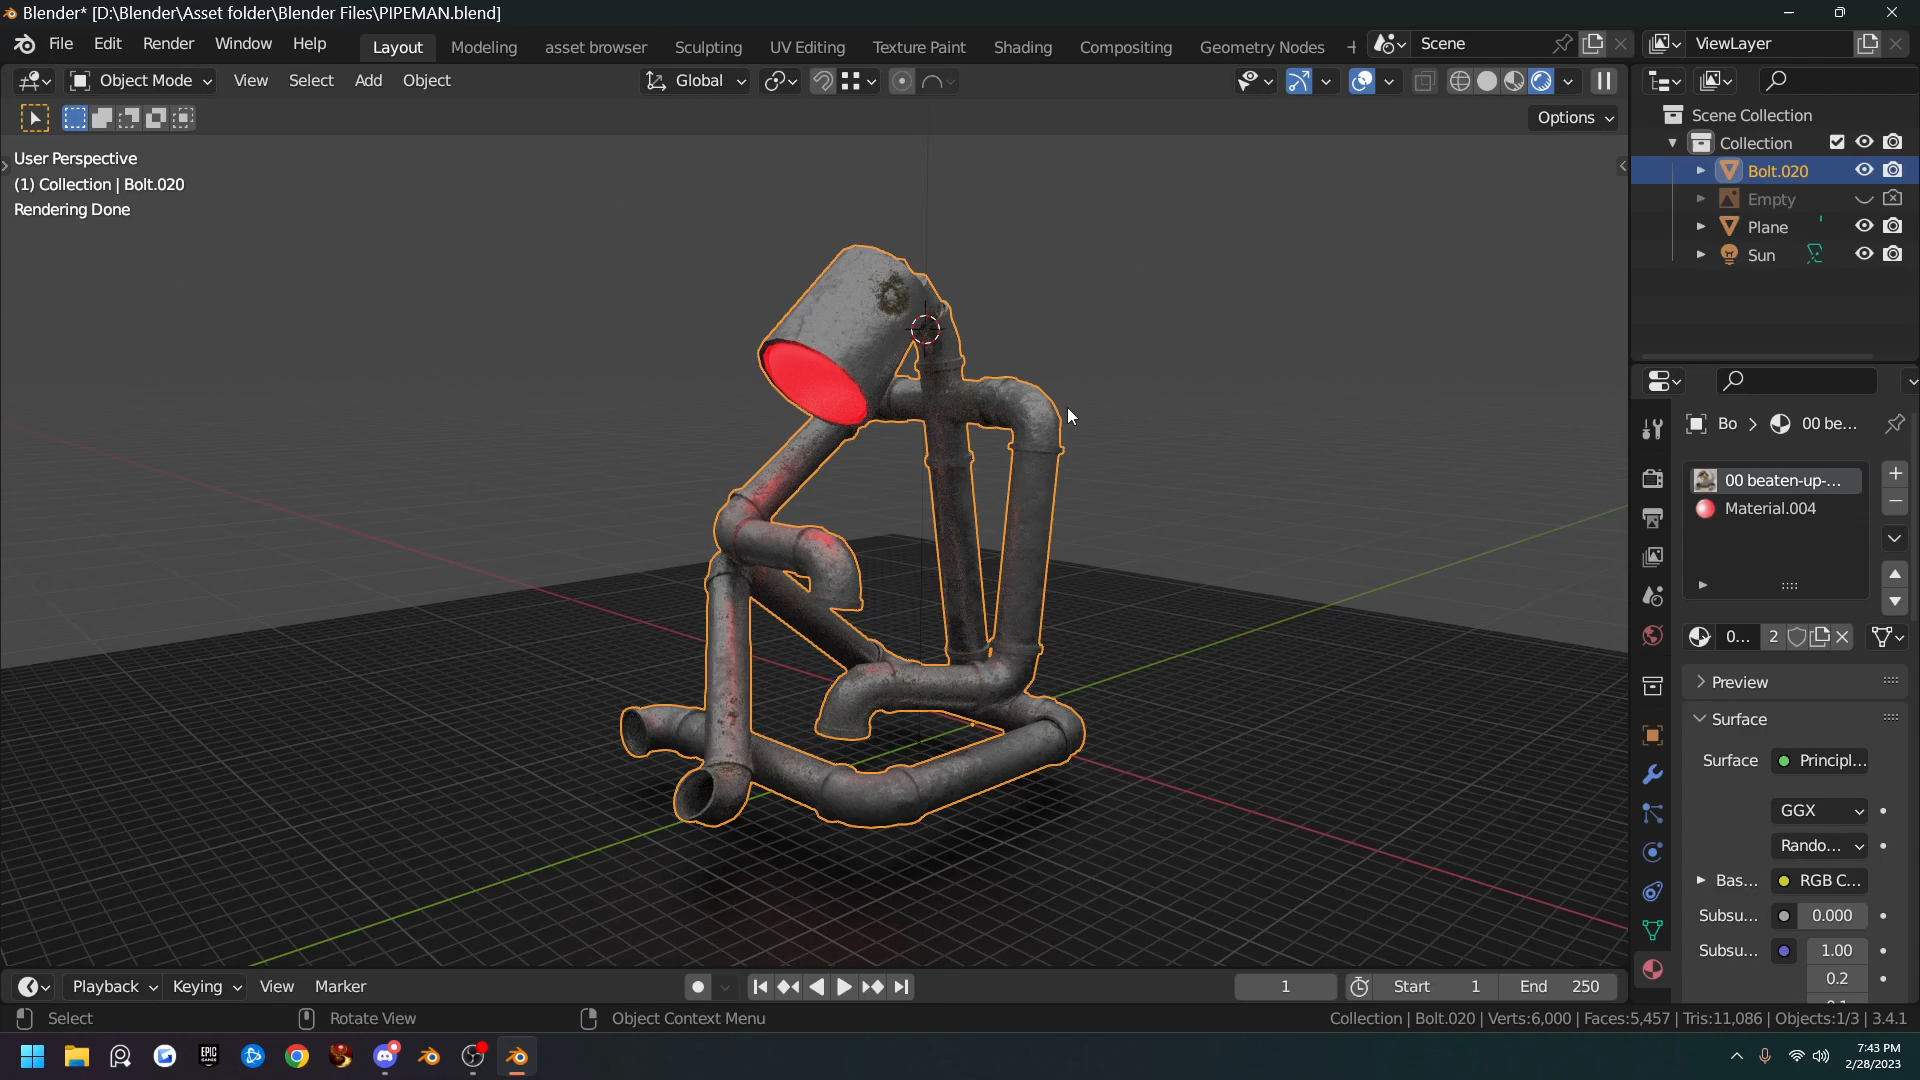 Blender* [D:\Blender\Asset folder\Blender Files\PIPEMAN.blend]
File Edit Render Window Help
Layout Modeling asset browser Sculpting UV Editing Texture Paint Shading Compositing Geometry Nodes
Scene
ViewLayer
Object Mode View Select Add Object
Global
Options
User Perspective
(1) Collection | Bolt.020
Rendering Done
Scene Collection
Collection
Bolt.020
Empty
Plane
Sun
Bo
00 be...
00 beaten-up-...
Material.004
0...
2
Preview
Surface
Surface Principl...
GGX
Rando...
Bas... RGB C...
Subsu... 0.000
Subsu... 1.00
0.2
Playback Keying View Marker
1
Start 1
End 250
Select
Rotate View
Object Context Menu
Collection | Bolt.020 | Verts:6,000 | Faces:5,457 | Tris:11,086 | Objects:1/3 | 3.4.1
EPIC
7:43 PM
2/28/2023